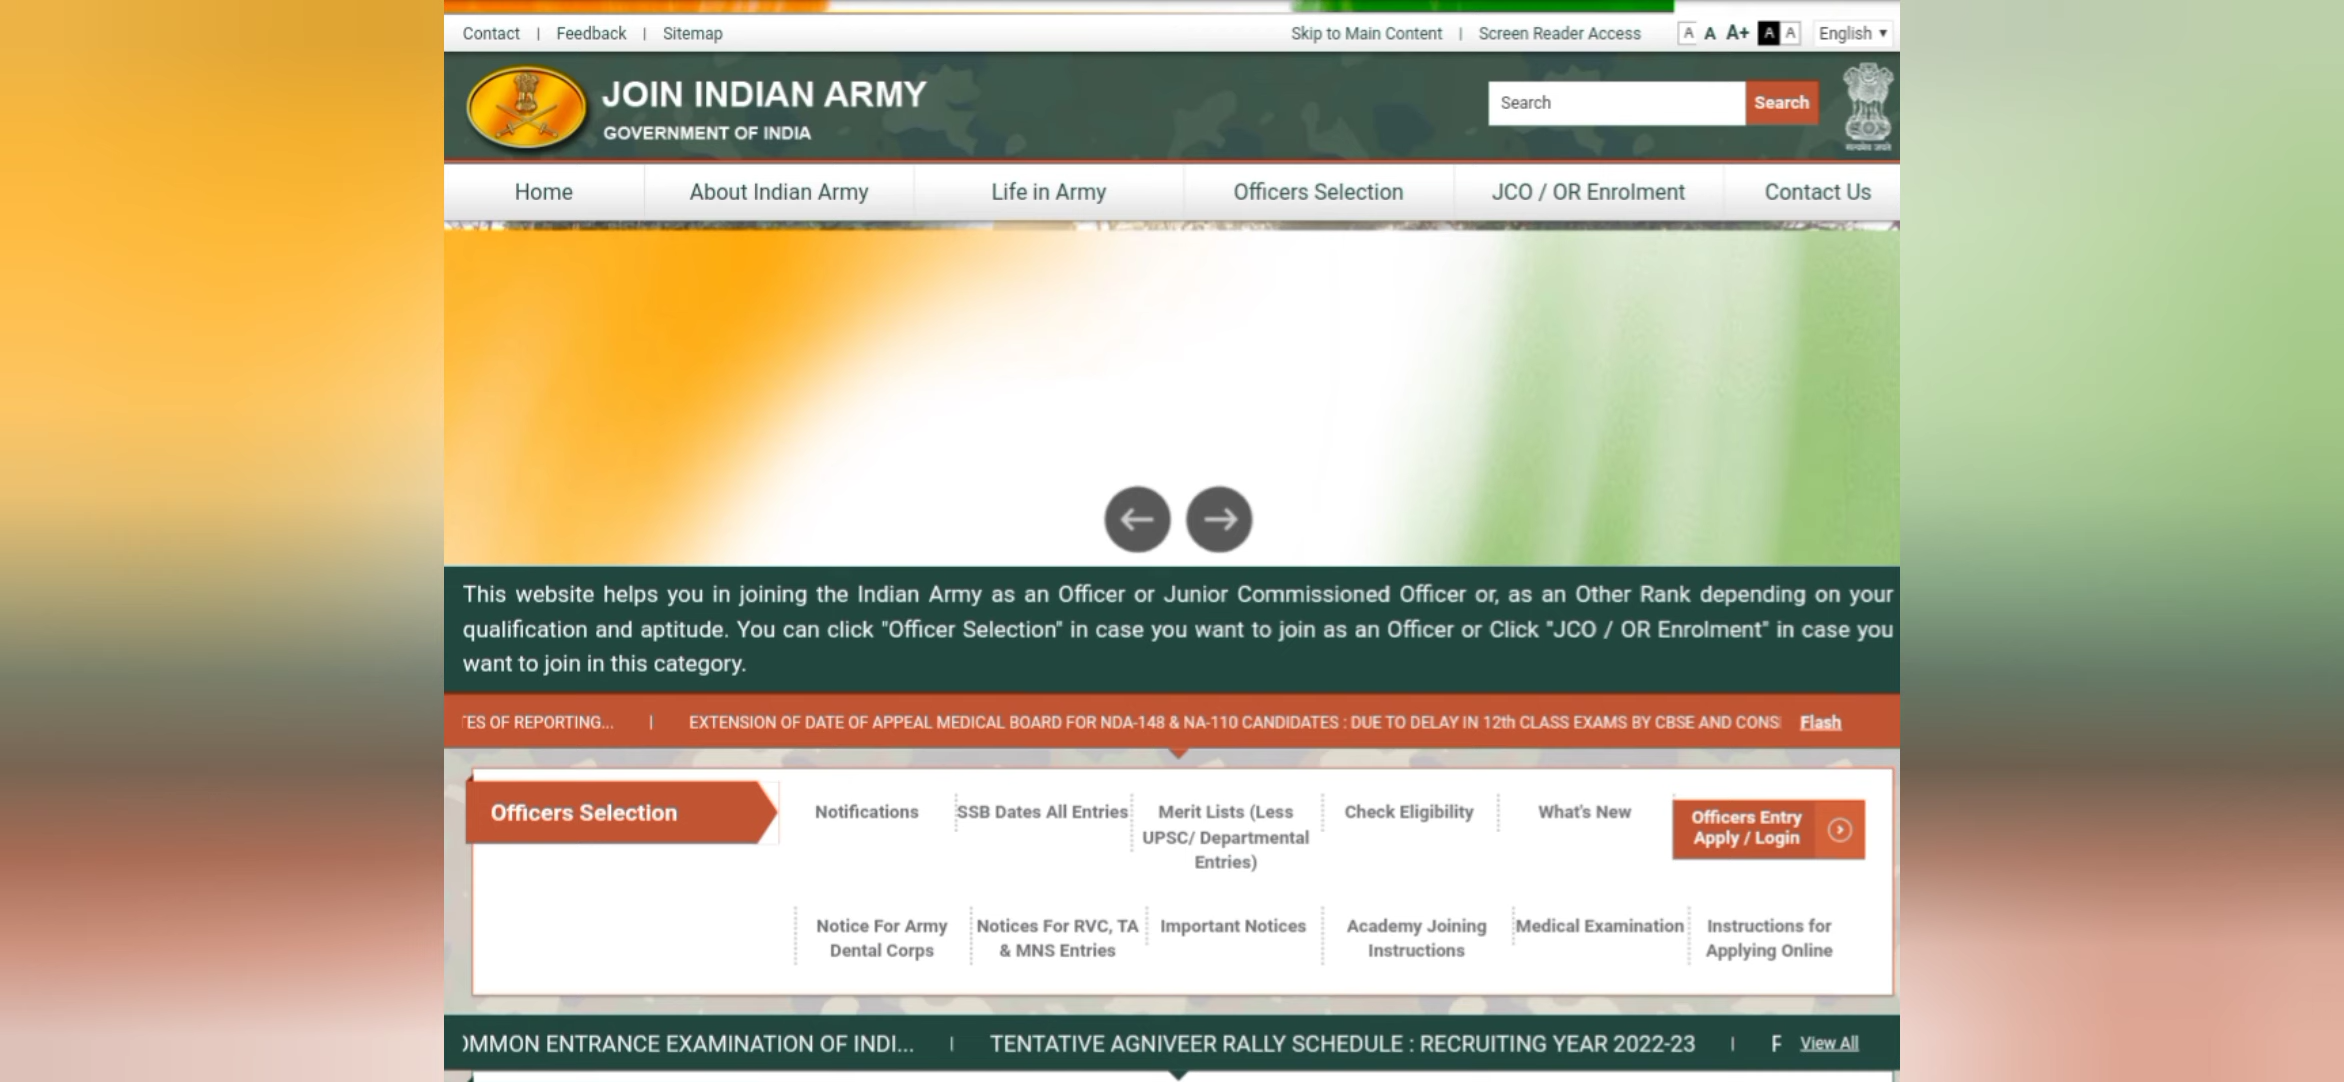 Contact | Feedback | Sitemap
Skip to Main Content | Screen Reader Access A A A+ A A English ▼
JOIN INDIAN ARMY
GOVERNMENT OF INDIA
Search Search
सत्यमेव जयते
Home About Indian Army Life in Army Officers Selection JCO / OR Enrolment Contact Us
This website helps you in joining the Indian Army as an Officer or Junior Commissioned Officer or, as an Other Rank depending on your
qualification and aptitude. You can click "Officer Selection" in case you want to join as an Officer or Click "JCO / OR Enrolment" in case you
want to join in this category.
TES OF REPORTING... | EXTENSION OF DATE OF APPEAL MEDICAL BOARD FOR NDA-148 & NA-110 CANDIDATES : DUE TO DELAY IN 12th CLASS EXAMS BY CBSE AND CONS Flash
Officers Selection
Notifications
SSB Dates All Entries
Merit Lists (Less
UPSC/ Departmental
Entries)
Check Eligibility
What's New
Officers Entry
Apply / Login
Notice For Army
Dental Corps
Notices For RVC, TA
& MNS Entries
Important Notices
Academy Joining
Instructions
Medical Examination
Instructions for
Applying Online
OMMON ENTRANCE EXAMINATION OF INDI... | TENTATIVE AGNIVEER RALLY SCHEDULE : RECRUITING YEAR 2022-23 | F View All